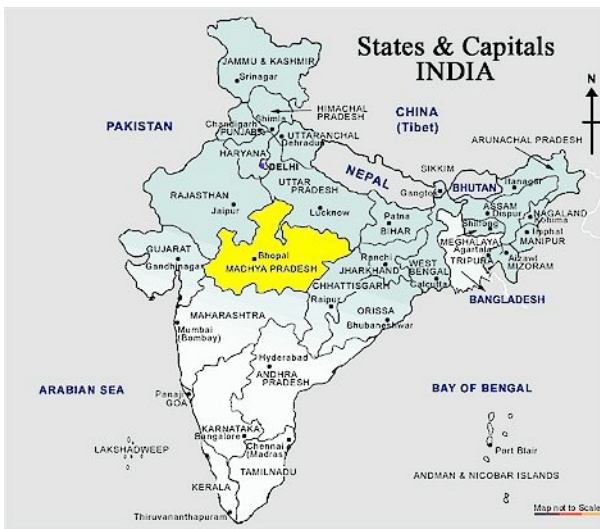 States & Capitals
INDIA
N
JAMMU & KASHMIR
Srinagar
HIMACHAL
PRADESH
CHINA
(Tibet)
PAKISTAN
Chandigarh
Shimla
PUNJAB
UTTARANCHAL
Dehradun
ARUNACHAL PRADESH
HARYANA
DELHI
NEPAL
SIKKIM
UTTAR
PRADESH
Gangtok
BHUTAN
Itanagar
RAJASTHAN
Jaipur
Lucknow
ASSAM
Dispur
NAGALAND
Kohima
Patna
BIHAR
Shillong
MEGHALAYA
Imphal
MANIPUR
GUJARAT
Gandhinagar
Bhopal
MADHYA PRADESH
Ranchi
JHARKHAND
WEST
BENGAL
Calcutta
Agartala
TRIPURA
Aizawl
MIZORAM
CHHATTISGARH
Raipur
BANGLADESH
MAHARASHTRA
ORISSA
Bhubaneshwar
Mumbai
(Bombay)
Hyderabad
ANDHRA
PRADESH
ARABIAN SEA
BAY OF BENGAL
Panaji
GOA
KARNATAKA
Bangalore
Chennai
(Madras)
LAKSHADWEEP
Port Blair
TAMILNADU
ANDMAN & NICOBAR ISLANDS
KERALA
Thiruvananthapuram
Map not to Scale